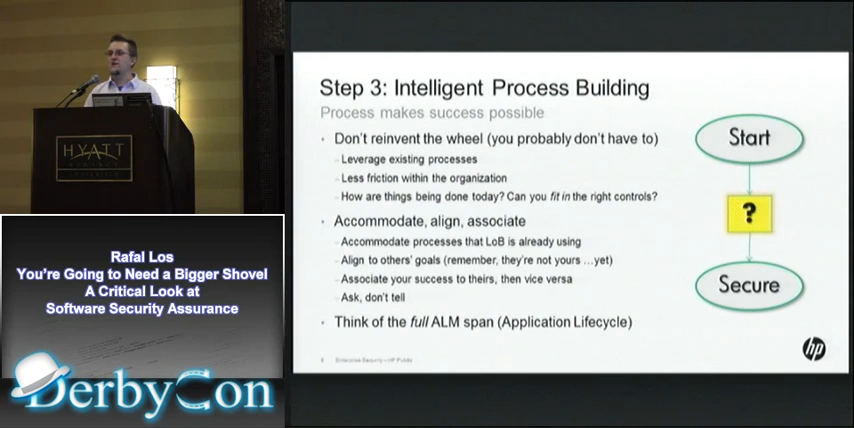 HYATT
Rafal Los
You're Going to Need a Bigger Shovel
A Critical Look at
Software Security Assurance
DerbyCon
Step 3: Intelligent Process Building
Process makes success possible
• Don't reinvent the wheel (you probably don't have to)
– Leverage existing processes
– Less friction within the organization
– How are things being done today? Can you fit in the right controls?
• Accommodate, align, associate
– Accommodate processes that LoB is already using
– Align to others' goals (remember, they're not yours …yet)
– Associate your success to theirs, then vice versa
– Ask, don't tell
• Think of the full ALM span (Application Lifecycle)
Start
?
Secure
Enterprise Security – HP Public
hp